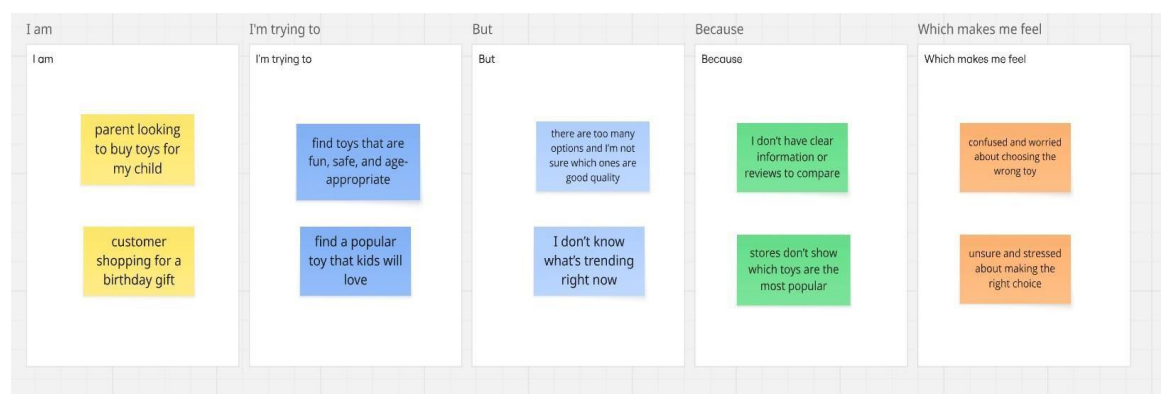 I am
I'm trying to
But
Because
Which makes me feel
I am
I'm trying to
But
Because
Which makes me feel
parent looking
to buy toys for
my child
find toys that are
fun, safe, and age-
appropriate
there are too many
options and I'm not
sure which ones are
good quality
I don't have clear
information or
reviews to compare
confused and worried
about choosing the
wrong toy
customer
shopping for a
birthday gift
find a popular
toy that kids will
love
I don't know
what's trending
right now
stores don't show
which toys are the
most popular
unsure and stressed
about making the
right choice